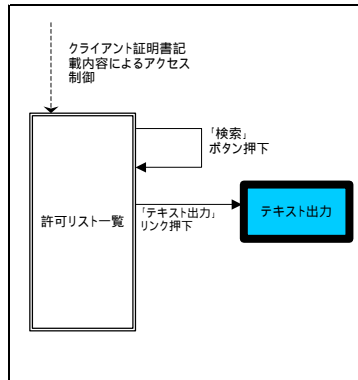 クライアント証明書記
載内容によるアクセス
制御
「検索」
ボタン押下
許可リスト一覧
「テキスト出力」
リンク押下
テキスト出力